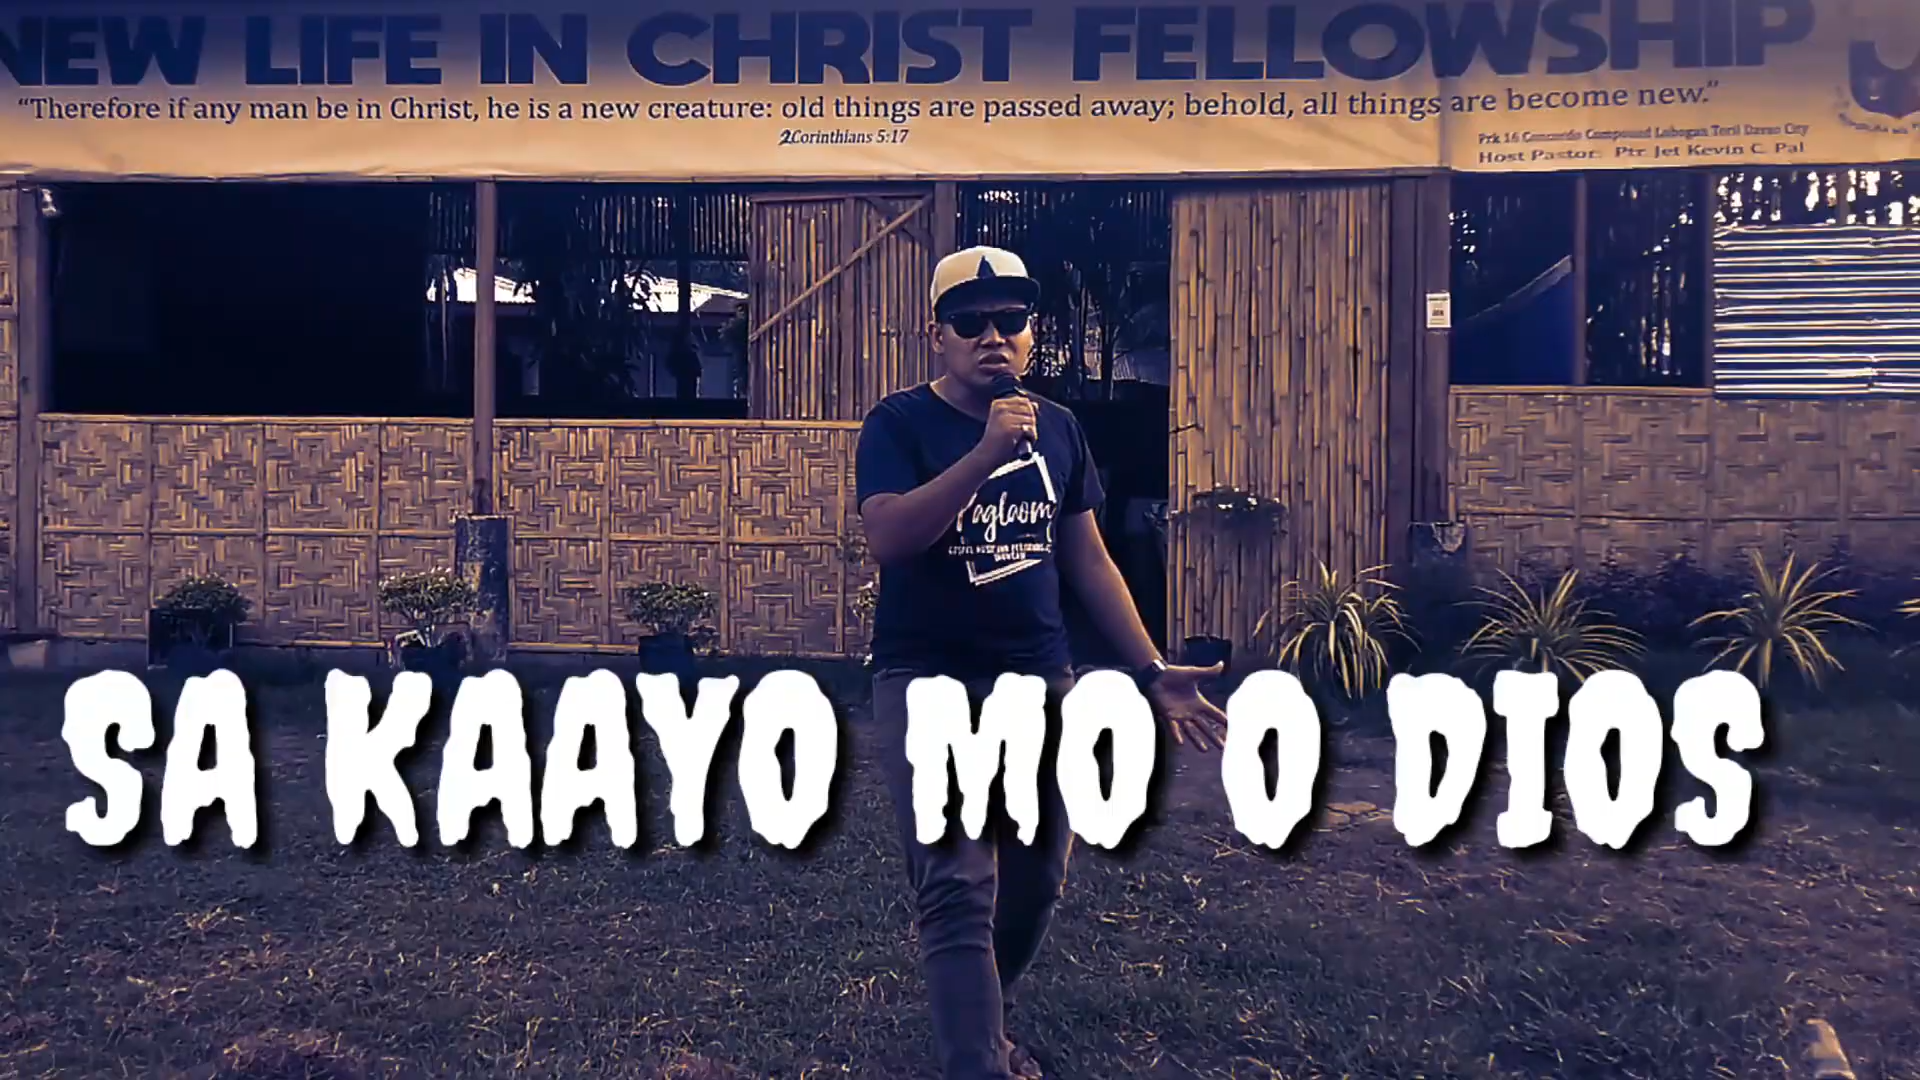 NEW LIFE IN CHRIST FELLOWSHIP
“Therefore if any man be in Christ, he is a new creature: old things are passed away; behold, all things are become new.”
2Corinthians 5:17
Prk 16 Concordo Compound Lubogan Toril Davao City
Host Pastor: Ptr. Jet Kevin C. Pal
Paglaom
SA KAAYO MO O DIOS